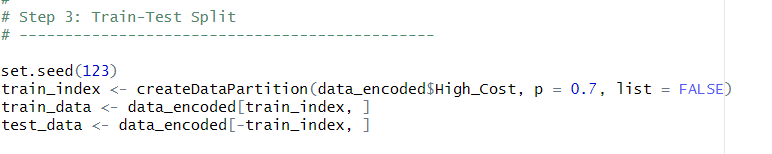 #
# Step 3: Train-Test Split
# ----------------------------------------------
set.seed(123)
train_index <- createDataPartition(data_encoded$High_Cost, p = 0.7, list = FALSE)
train_data <- data_encoded[train_index, ]
test_data <- data_encoded[-train_index, ]